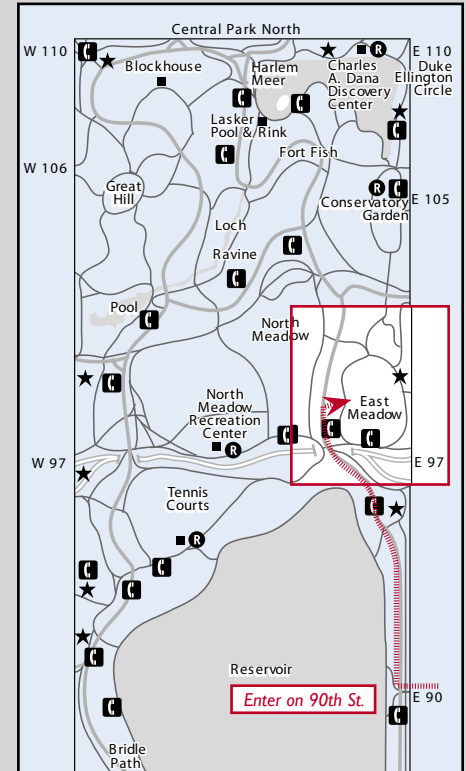 Central Park North
W 110
E 110
Blockhouse
Harlem
Meer
Charles
A. Dana
Discovery
Center
Duke
Ellington
Circle
Lasker
Pool & Rink
Fort Fish
W 106
Great
Hill
E 105
Conservatory
Garden
Loch
Ravine
Pool
North
Meadow
East
Meadow
North
Meadow
Recreation
Center
W 97
E 97
Tennis
Courts
Reservoir
Enter on 90th St.
E 90
Bridle
Path
R
R
R
R